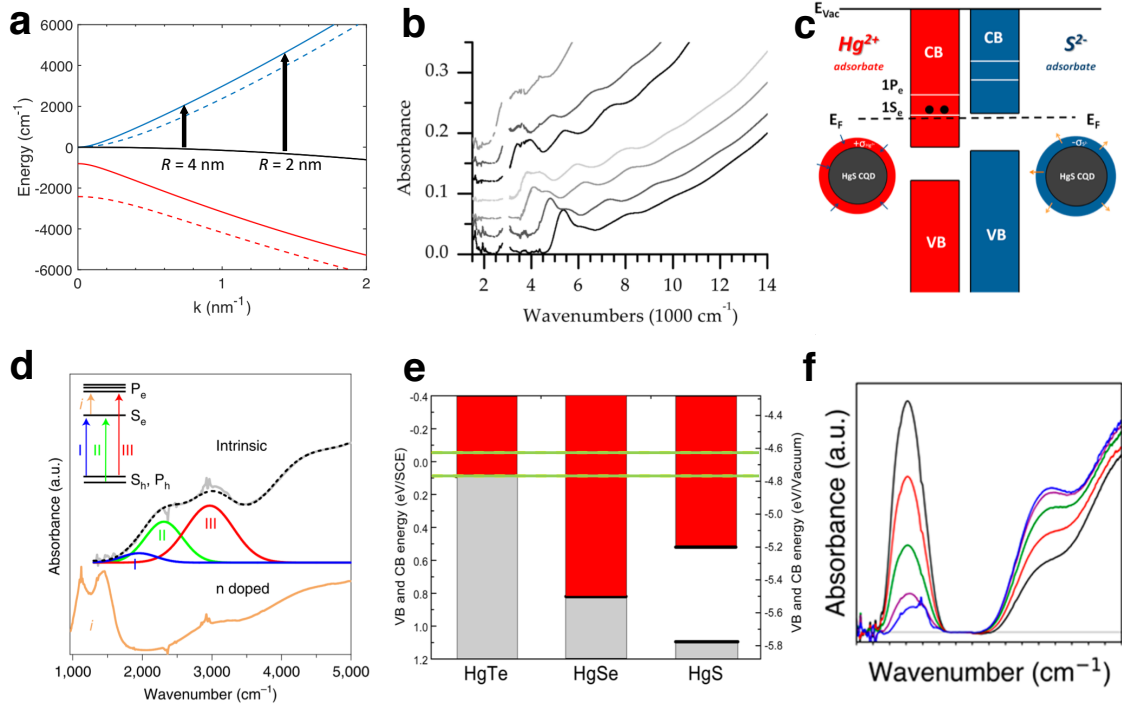 a
6000
4000
2000
0
-2000
-4000
-6000
Energy (cm⁻¹)
R = 4 nm
R = 2 nm
0
1
2
k (nm⁻¹)
b
0.3
0.2
0.1
0.0
Absorbance
2
4
6
8
10
12
14
Wavenumbers (1000 cm⁻¹)
c
E_Vac
Hg²⁺
adsorbate
CB
CB
S²⁻
adsorbate
1P_e
1S_e
E_F
E_F
HgS CQD
HgS CQD
VB
VB
d
P_e
i
S_e
I
II
III
S_h, P_h
Intrinsic
II
III
I
n doped
i
Absorbance (a.u.)
1,000
2,000
3,000
4,000
5,000
Wavenumber (cm⁻¹)
e
-0.4
-0.2
0.0
0.2
0.4
0.6
0.8
1.0
1.2
VB and CB energy (eV/SCE)
-4.4
-4.6
-4.8
-5.0
-5.2
-5.4
-5.6
-5.8
VB and CB energy (eV/Vacuum)
HgTe
HgSe
HgS
f
Absorbance (a.u.)
Wavenumber (cm⁻¹)